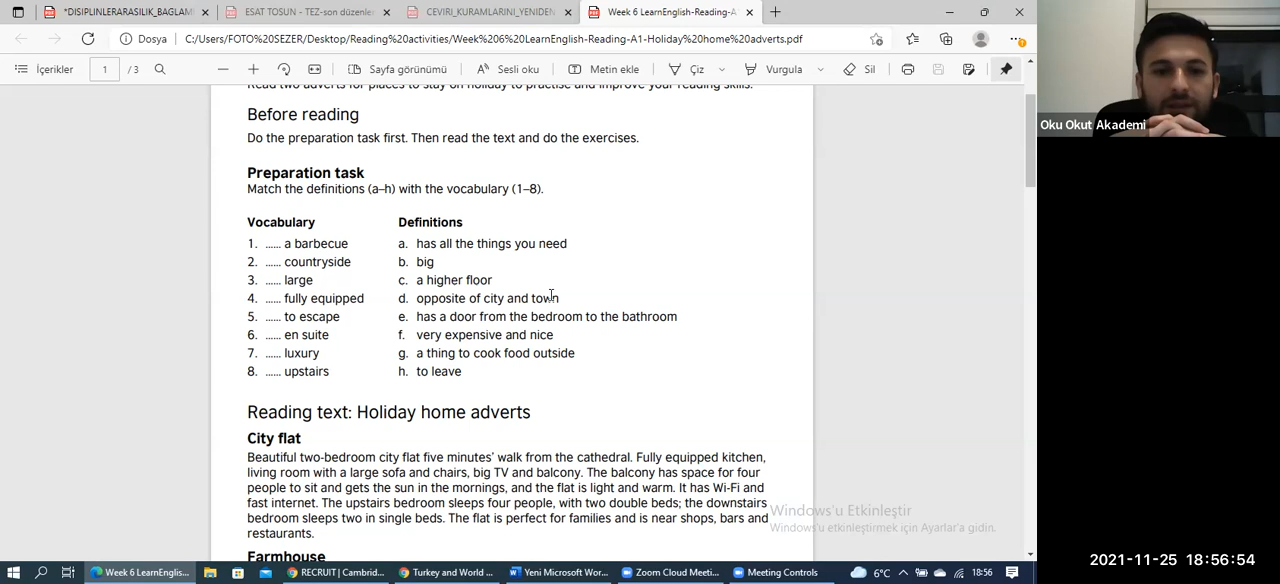 *DISIPLINLERARASILIK_BAGLAM
ESAT TOSUN - TEZ-son düzenle
CEVIRI_KURAMLARINI_YENIDEN
Week 6 LearnEnglish-Reading-A
Dosya
C:/Users/FOTO%20SEZER/Desktop/Reading%20activities/Week%206%20LearnEnglish-Reading-A1-Holiday%20home%20adverts.pdf
İçerikler
1 / 3
Sayfa görünümü
Sesli oku
Metin ekle
Çiz
Vurgula
Sil
Read two adverts for places to stay on holiday to practise and improve your reading skills.
Before reading
Do the preparation task first. Then read the text and do the exercises.
Preparation task
Match the definitions (a–h) with the vocabulary (1–8).
Vocabulary Definitions
1. ...... a barbecue a. has all the things you need
2. ...... countryside b. big
3. ...... large c. a higher floor
4. ...... fully equipped d. opposite of city and town
5. ...... to escape e. has a door from the bedroom to the bathroom
6. ...... en suite f. very expensive and nice
7. ...... luxury g. a thing to cook food outside
8. ...... upstairs h. to leave
Reading text: Holiday home adverts
City flat
Beautiful two-bedroom city flat five minutes' walk from the cathedral. Fully equipped kitchen,
living room with a large sofa and chairs, big TV and balcony. The balcony has space for four
people to sit and gets the sun in the mornings, and the flat is light and warm. It has Wi-Fi and
fast internet. The upstairs bedroom sleeps four people, with two double beds; the downstairs
bedroom sleeps two in single beds. The flat is perfect for families and is near shops, bars and
restaurants.
Farmhouse
Windows'u Etkinleştir
Windows'u etkinleştirmek için Ayarlar'a gidin.
Oku Okut Akademi
2021-11-25 18:56:54
Week 6 LearnEnglis...
RECRUIT | Cambrid...
Turkey and World ...
Yeni Microsoft Wor...
Zoom Cloud Meeti...
Meeting Controls
6°C
18:56